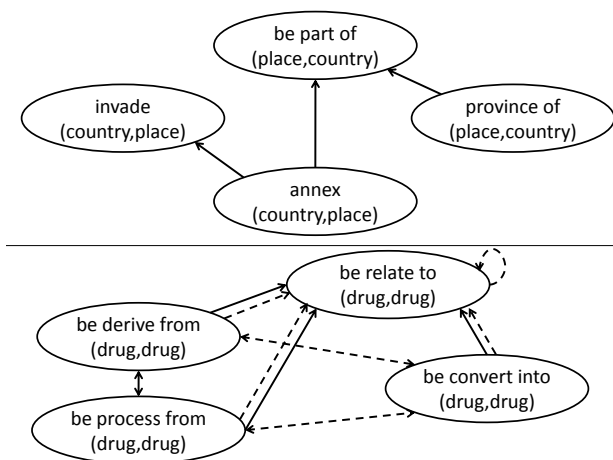 be part of
(place,country)
invade
(country,place)
province of
(place,country)
annex
(country,place)
be relate to
(drug,drug)
be derive from
(drug,drug)
be convert into
(drug,drug)
be process from
(drug,drug)